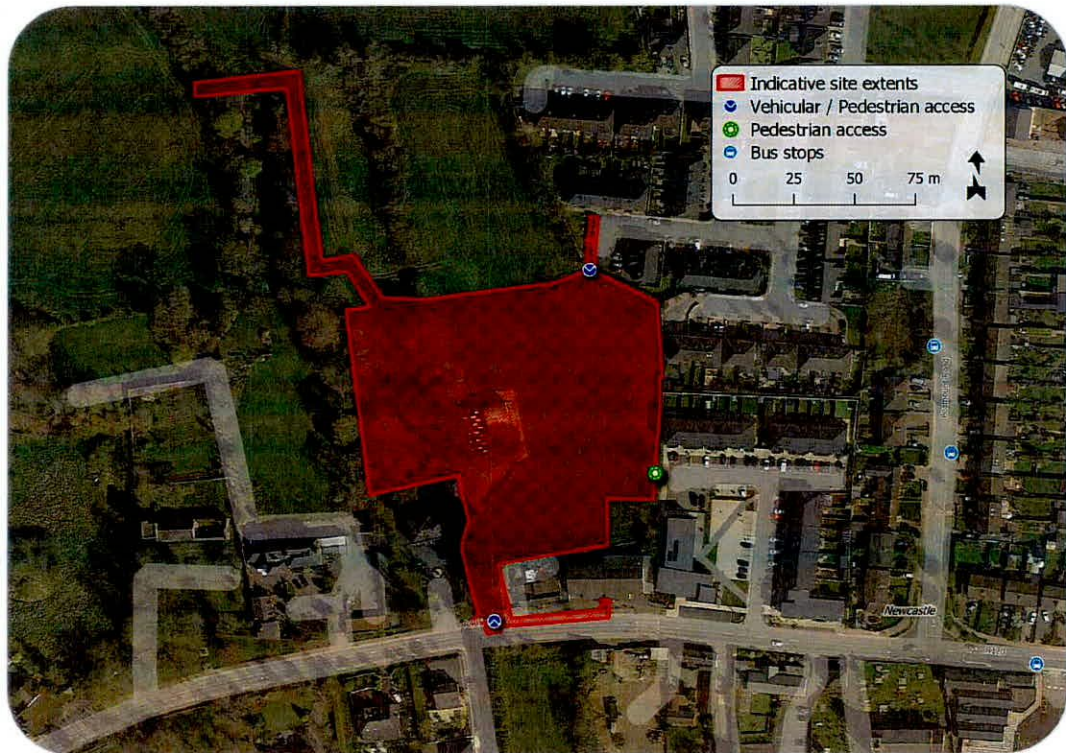 Indicative site extents
Vehicular / Pedestrian access
Pedestrian access
Bus stops
0 25 50 75 m
Newcastle